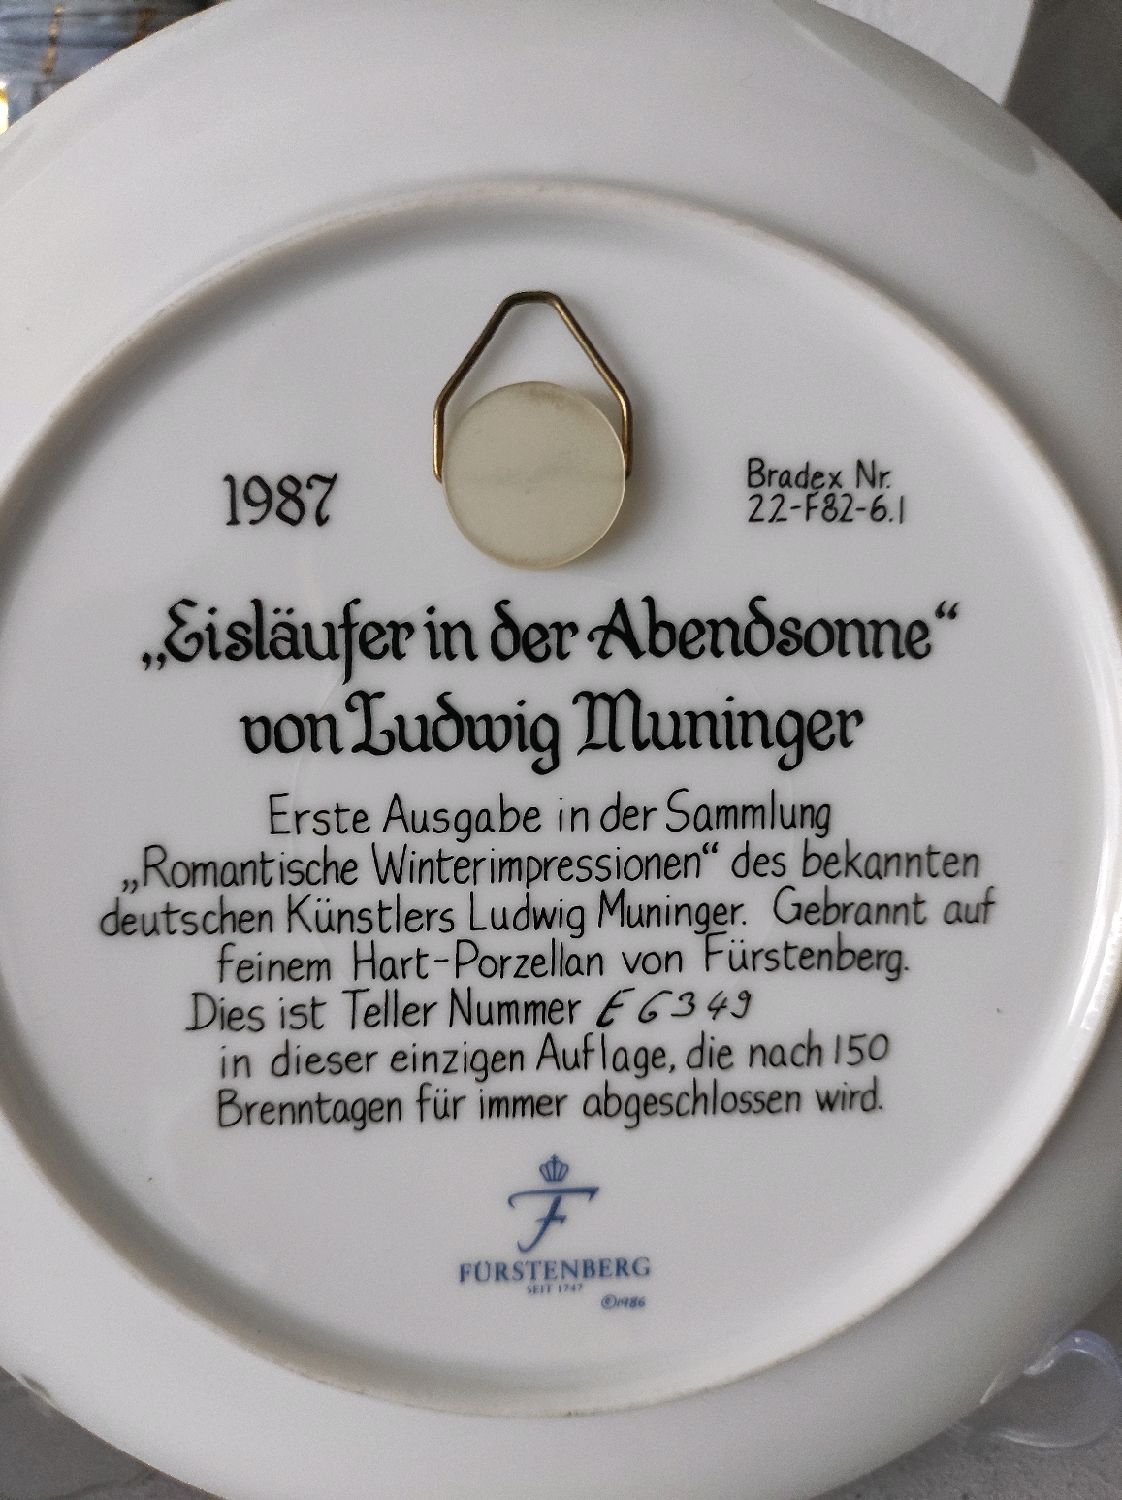 1987
Bradex Nr.
22-F82-6.1
„Eisläufer in der Abendsonne“
von Ludwig Muninger
Erste Ausgabe in der Sammlung
„Romantische Winterimpressionen“ des bekannten
deutschen Künstlers Ludwig Muninger. Gebrannt auf
feinem Hart-Porzellan von Fürstenberg.
Dies ist Teller Nummer E6349
in dieser einzigen Auflage, die nach 150
Brenntagen für immer abgeschlossen wird.
F
FÜRSTENBERG
SEIT 1747
©1986